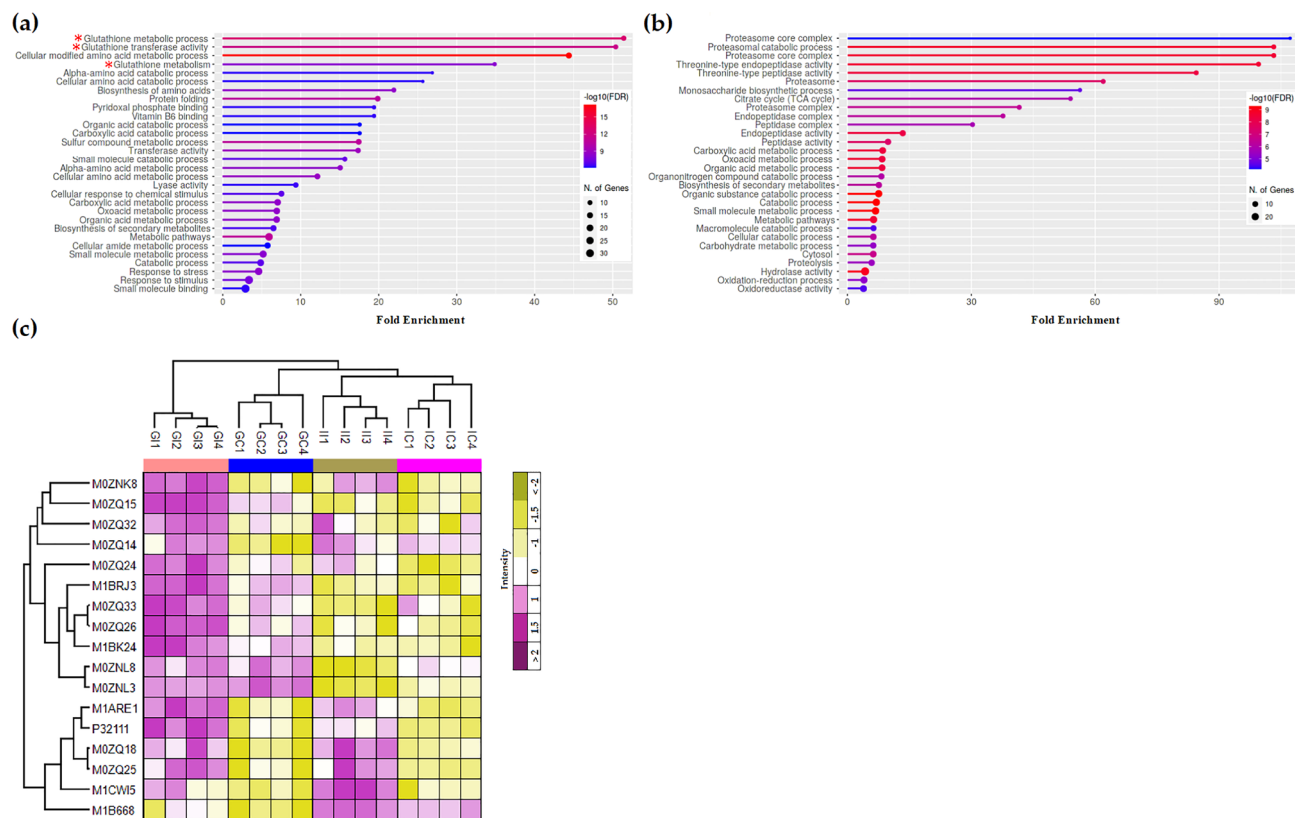 (a)
* Glutathione metabolic process
* Glutathione transferase activity
Cellular modified amino acid metabolic process
* Glutathione metabolism
Alpha-amino acid catabolic process
Cellular amino acid catabolic process
Biosynthesis of amino acids
Protein folding
Pyridoxal phosphate binding
Vitamin B6 binding
Organic acid catabolic process
Carboxylic acid catabolic process
Sulfur compound metabolic process
Transferase activity
Small molecule catabolic process
Alpha-amino acid metabolic process
Cellular amino acid metabolic process
Lyase activity
Cellular response to chemical stimulus
Carboxylic acid metabolic process
Oxoacid metabolic process
Organic acid metabolic process
Biosynthesis of secondary metabolites
Metabolic pathways
Cellular amide metabolic process
Small molecule metabolic process
Catabolic process
Response to stress
Response to stimulus
Small molecule binding
0 10 20 30 40 50
Fold Enrichment
-log10(FDR)
15
12
9
N. of Genes
10
15
20
25
30
(b)
Proteasome core complex
Proteasomal catabolic process
Proteasome core complex
Threonine-type endopeptidase activity
Threonine-type peptidase activity
Proteasome
Monosaccharide biosynthetic process
Citrate cycle (TCA cycle)
Proteasome complex
Endopeptidase complex
Peptidase complex
Endopeptidase activity
Peptidase activity
Carboxylic acid metabolic process
Oxoacid metabolic process
Organic acid metabolic process
Organonitrogen compound catabolic process
Biosynthesis of secondary metabolites
Organic substance catabolic process
Catabolic process
Small molecule metabolic process
Metabolic pathways
Macromolecule catabolic process
Cellular catabolic process
Carbohydrate metabolic process
Cytosol
Proteolysis
Hydrolase activity
Oxidation-reduction process
Oxidoreductase activity
0 30 60 90
Fold Enrichment
-log10(FDR)
9
8
7
6
5
N. of Genes
10
20
(c)
GI1 GI2 GI3 GI4 GC1 GC2 GC3 GC4 II1 II2 II3 II4 IC1 IC2 IC3 IC4
M0ZNK8
M0ZQ15
M0ZQ32
M0ZQ14
M0ZQ24
M1BRJ3
M0ZQ33
M0ZQ26
M1BK24
M0ZNL8
M0ZNL3
M1ARE1
P32111
M0ZQ18
M0ZQ25
M1CWI5
M1B668
Intensity
< -2
-1.5
-1
0
1
1.5
> 2